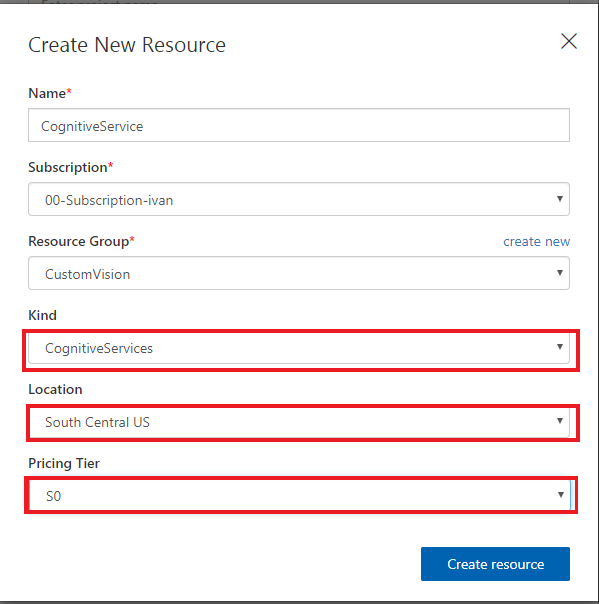 Create New Resource
Name*
CognitiveService
Subscription*
00-Subscription-ivan
Resource Group*
create new
CustomVision
Kind
CognitiveServices
Location
South Central US
Pricing Tier
S0
Create resource